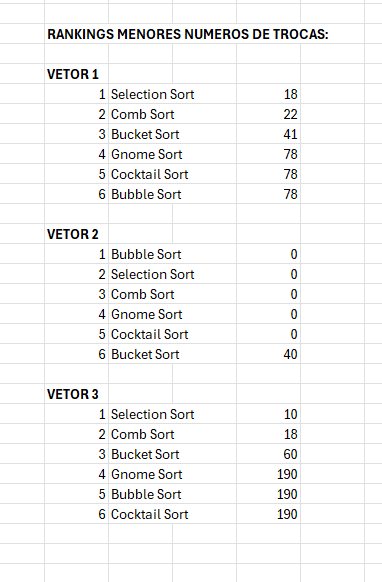 RANKINGS MENORES NUMEROS DE TROCAS:
VETOR 1
1 Selection Sort 18
2 Comb Sort 22
3 Bucket Sort 41
4 Gnome Sort 78
5 Cocktail Sort 78
6 Bubble Sort 78
VETOR 2
1 Bubble Sort 0
2 Selection Sort 0
3 Comb Sort 0
4 Gnome Sort 0
5 Cocktail Sort 0
6 Bucket Sort 40
VETOR 3
1 Selection Sort 10
2 Comb Sort 18
3 Bucket Sort 60
4 Gnome Sort 190
5 Bubble Sort 190
6 Cocktail Sort 190